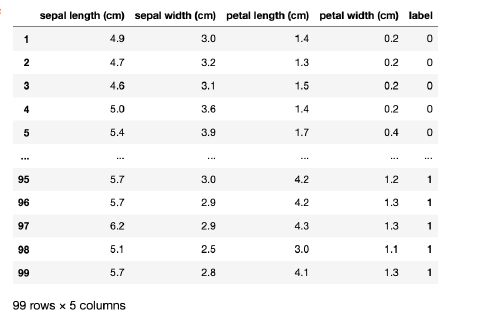 sepal length (cm) sepal width (cm) petal length (cm) petal width (cm) label
1 4.9 3.0 1.4 0.2 0
2 4.7 3.2 1.3 0.2 0
3 4.6 3.1 1.5 0.2 0
4 5.0 3.6 1.4 0.2 0
5 5.4 3.9 1.7 0.4 0
... ... ... ... ... ...
95 5.7 3.0 4.2 1.2 1
96 5.7 2.9 4.2 1.3 1
97 6.2 2.9 4.3 1.3 1
98 5.1 2.5 3.0 1.1 1
99 5.7 2.8 4.1 1.3 1
99 rows × 5 columns